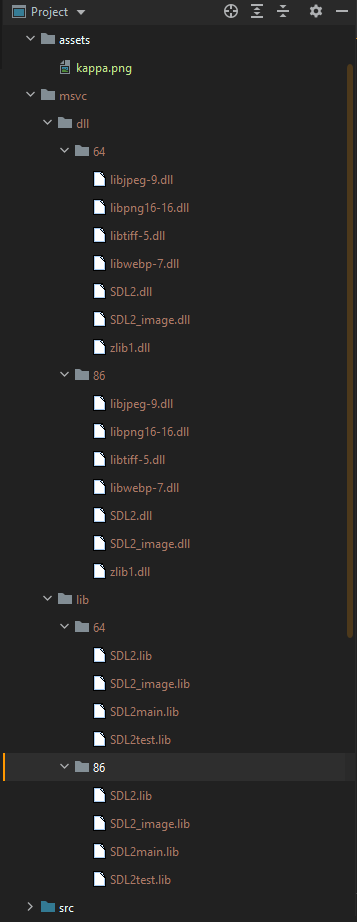 Project
assets
kappa.png
msvc
dll
64
libjpeg-9.dll
libpng16-16.dll
libtiff-5.dll
libwebp-7.dll
SDL2.dll
SDL2_image.dll
zlib1.dll
86
libjpeg-9.dll
libpng16-16.dll
libtiff-5.dll
libwebp-7.dll
SDL2.dll
SDL2_image.dll
zlib1.dll
lib
64
SDL2.lib
SDL2_image.lib
SDL2main.lib
SDL2test.lib
86
SDL2.lib
SDL2_image.lib
SDL2main.lib
SDL2test.lib
src